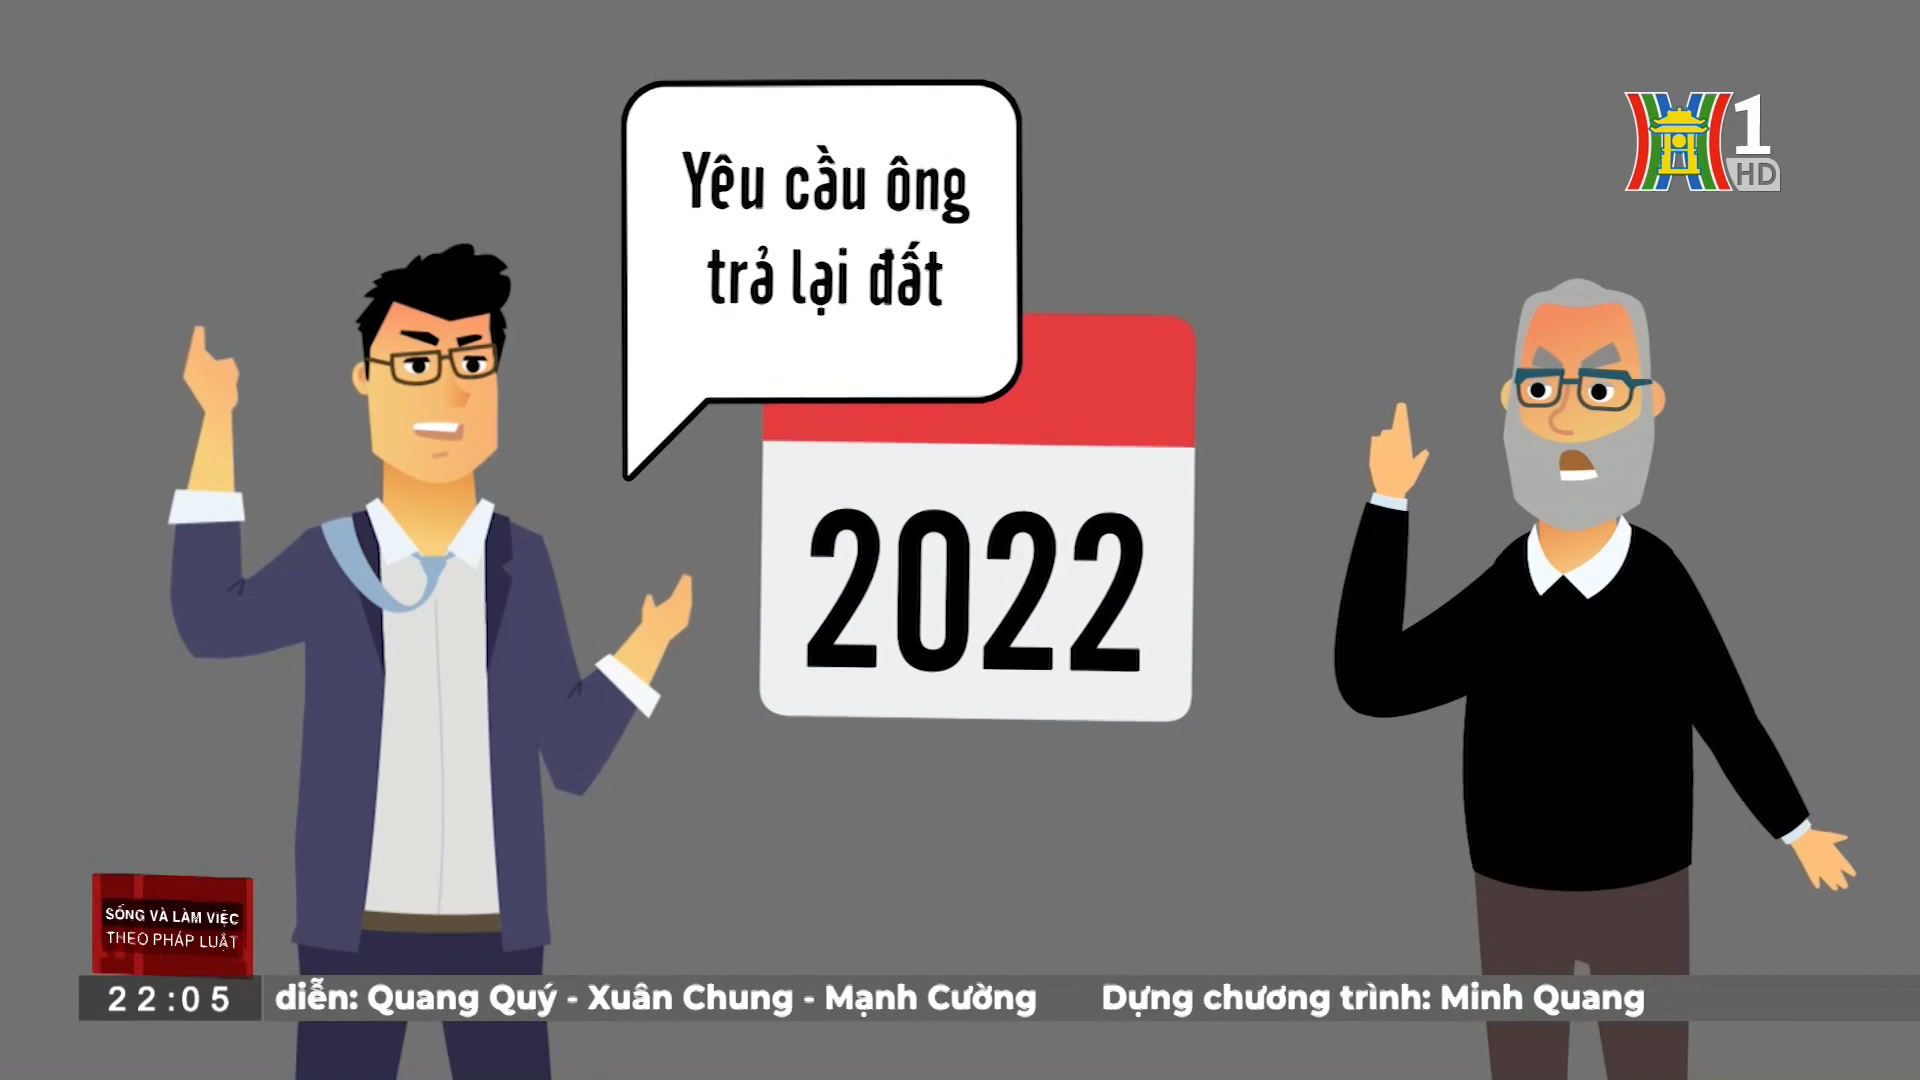 Yêu cầu ông
trả lại đất
1
HD
2022
SỐNG VÀ LÀM VIỆC
THEO PHÁP LUẬT
22:05
diễn: Quang Quý - Xuân Chung - Mạnh Cường Dựng chương trình: Minh Quang